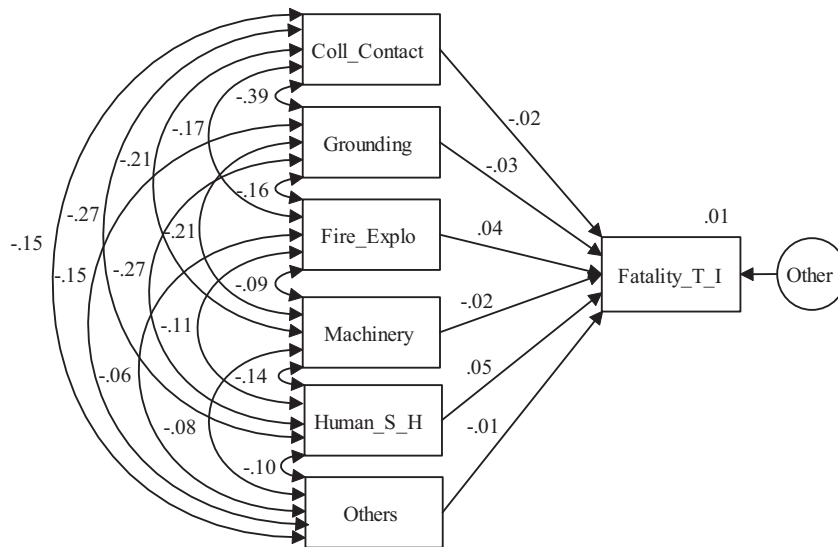 Coll_Contact
-.39
-.02
-.17
Grounding
-.03
-.21
-.16
-.27
-.21
Fire_Explo
.04
.01
-.15
-.15
-.27
-.09
Fatality_T_I
Other
-.11
Machinery
-.02
-.06
-.14
.05
-.08
Human_S_H
-.01
-.10
Others